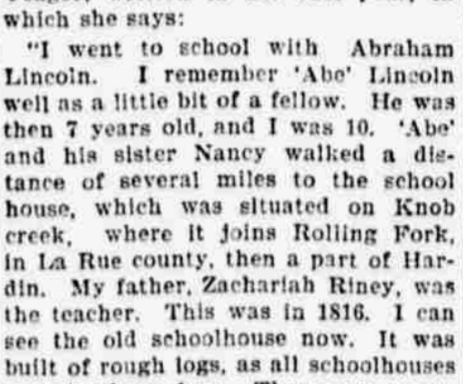 which she says:
"I went to school with Abraham
Lincoln. I remember 'Abe' Lincoln
well as a little bit of a fellow. He was
then 7 years old, and I was 10. 'Abe'
and his sister Nancy walked a dis-
tance of several miles to the school
house, which was situated on Knob
creek, where it joins Rolling Fork,
in La Rue county, then a part of Har-
din. My father, Zachariah Riney, was
the teacher. This was in 1816. I can
see the old schoolhouse now. It was
built of rough logs, as all schoolhouses